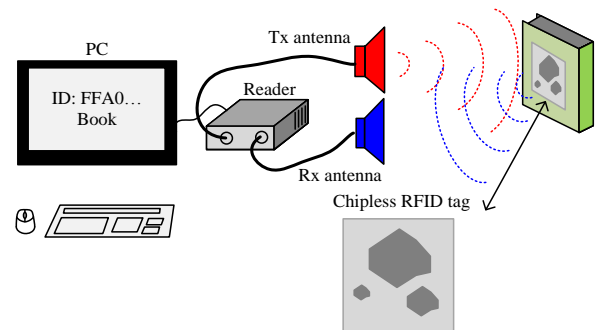 Tx antenna
PC
ID: FFA0…
Book
Reader
Rx antenna
Chipless RFID tag